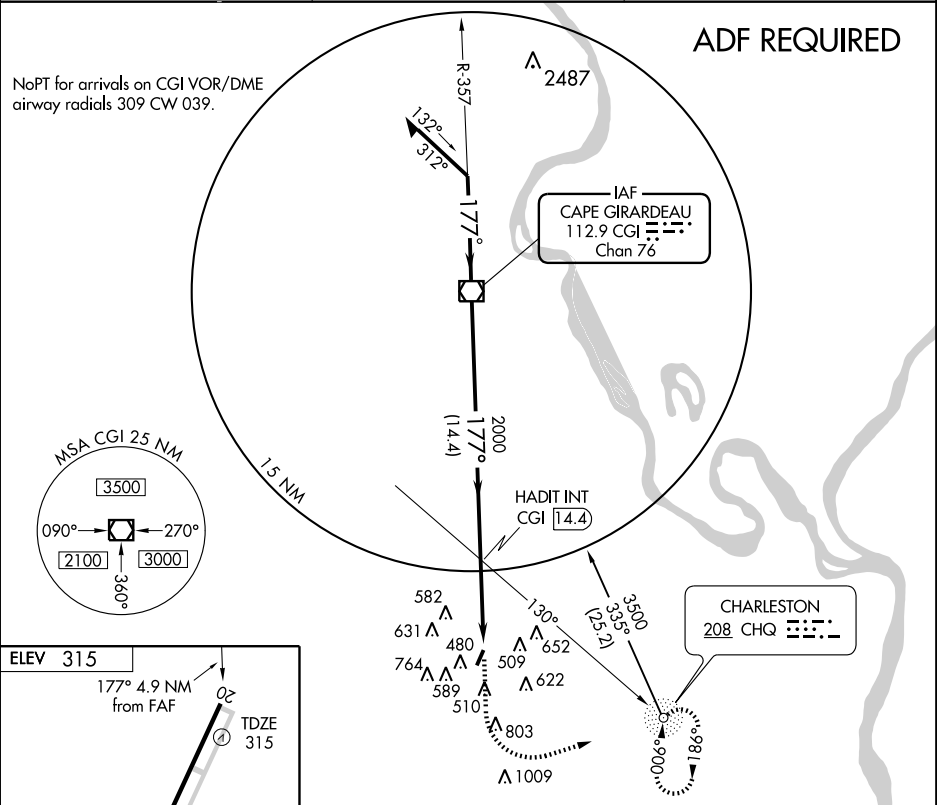 ADF REQUIRED
NoPT for arrivals on CGI VOR/DME
airway radials 309 CW 039.
R-357
2487
132°
312°
177°
IAF
CAPE GIRARDEAU
112.9 CGI
Chan 76
2000
177°
(14.4)
15 NM
HADIT INT
CGI 14.4
MSA CGI 25 NM
3500
090°
270°
2100
3000
360°
130°
3500
335°
(25.2)
CHARLESTON
208 CHQ
582
631
480
652
509
764
589
622
510
803
1009
006°
186°
ELEV 315
177° 4.9 NM
from FAF
20
TDZE
315